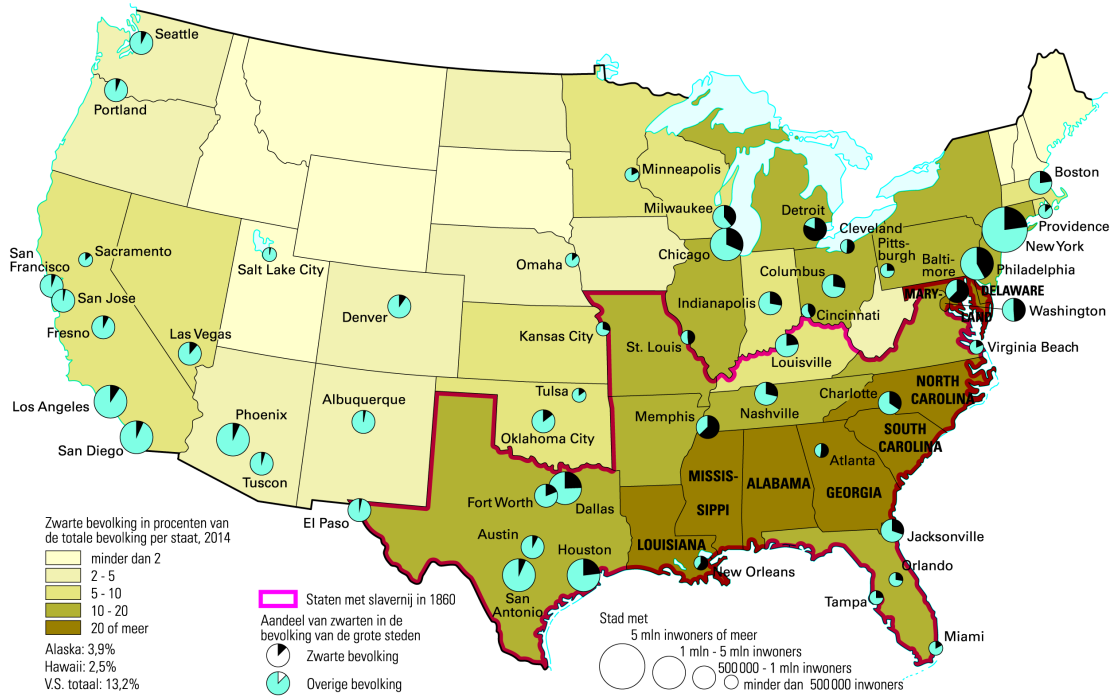 Seattle
Portland
Minneapolis
Boston
Milwaukee
Detroit
Providence
New York
Cleveland
Pitts-
burgh
Balti-
more
Philadelphia
San
Francisco
Sacramento
Salt Lake City
Omaha
Chicago
Columbus
MARY-
LAND
DELAWARE
Washington
San Jose
Denver
Indianapolis
Cincinnati
Fresno
Las Vegas
Kansas City
St. Louis
Louisville
Virginia Beach
Los Angeles
Phoenix
Albuquerque
Tulsa
Memphis
Nashville
Charlotte
NORTH
CAROLINA
San Diego
Tuscon
Oklahoma City
SOUTH
CAROLINA
Atlanta
MISSIS-
SIPPI
ALABAMA
GEORGIA
Fort Worth
Dallas
El Paso
Austin
Houston
LOUISIANA
Jacksonville
San
Antonio
New Orleans
Orlando
Tampa
Miami
Zwarte bevolking in procenten van
de totale bevolking per staat, 2014
minder dan 2
2 - 5
5 - 10
10 - 20
20 of meer
Alaska: 3,9%
Hawaii: 2,5%
V.S. totaal: 13,2%
Staten met slavernij in 1860
Aandeel van zwarten in de
bevolking van de grote steden
Zwarte bevolking
Overige bevolking
Stad met
5 mln inwoners of meer
1 mln - 5 mln inwoners
500 000 - 1 mln inwoners
minder dan 500 000 inwoners